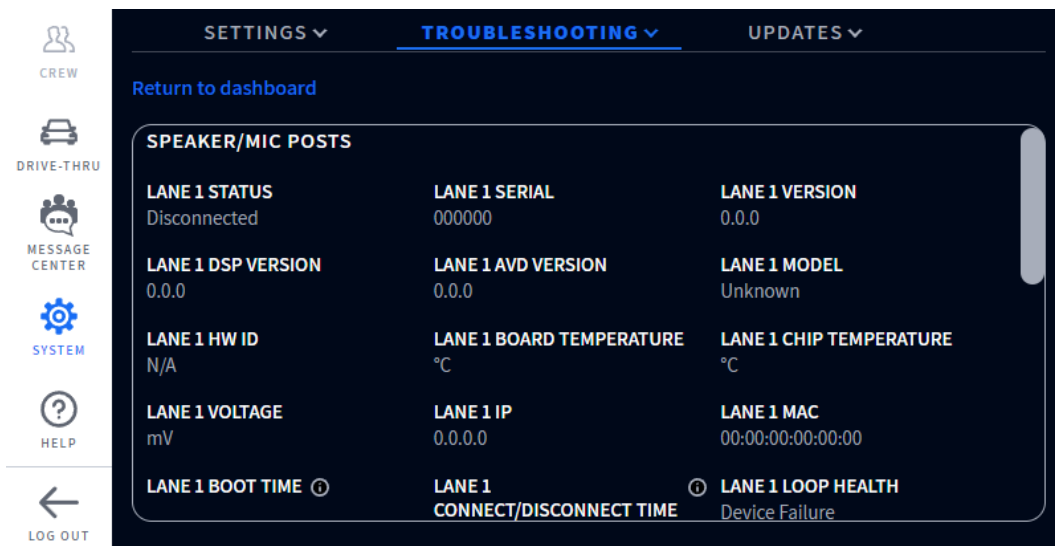 CREW
DRIVE-THRU
MESSAGE
CENTER
SYSTEM
HELP
LOG OUT
SETTINGS
TROUBLESHOOTING
UPDATES
Return to dashboard
SPEAKER/MIC POSTS
LANE 1 STATUS
Disconnected
LANE 1 SERIAL
000000
LANE 1 VERSION
0.0.0
LANE 1 DSP VERSION
0.0.0
LANE 1 AVD VERSION
0.0.0
LANE 1 MODEL
Unknown
LANE 1 HW ID
N/A
LANE 1 BOARD TEMPERATURE
°C
LANE 1 CHIP TEMPERATURE
°C
LANE 1 VOLTAGE
mV
LANE 1 IP
0.0.0.0
LANE 1 MAC
00:00:00:00:00:00
LANE 1 BOOT TIME
LANE 1
CONNECT/DISCONNECT TIME
LANE 1 LOOP HEALTH
Device Failure